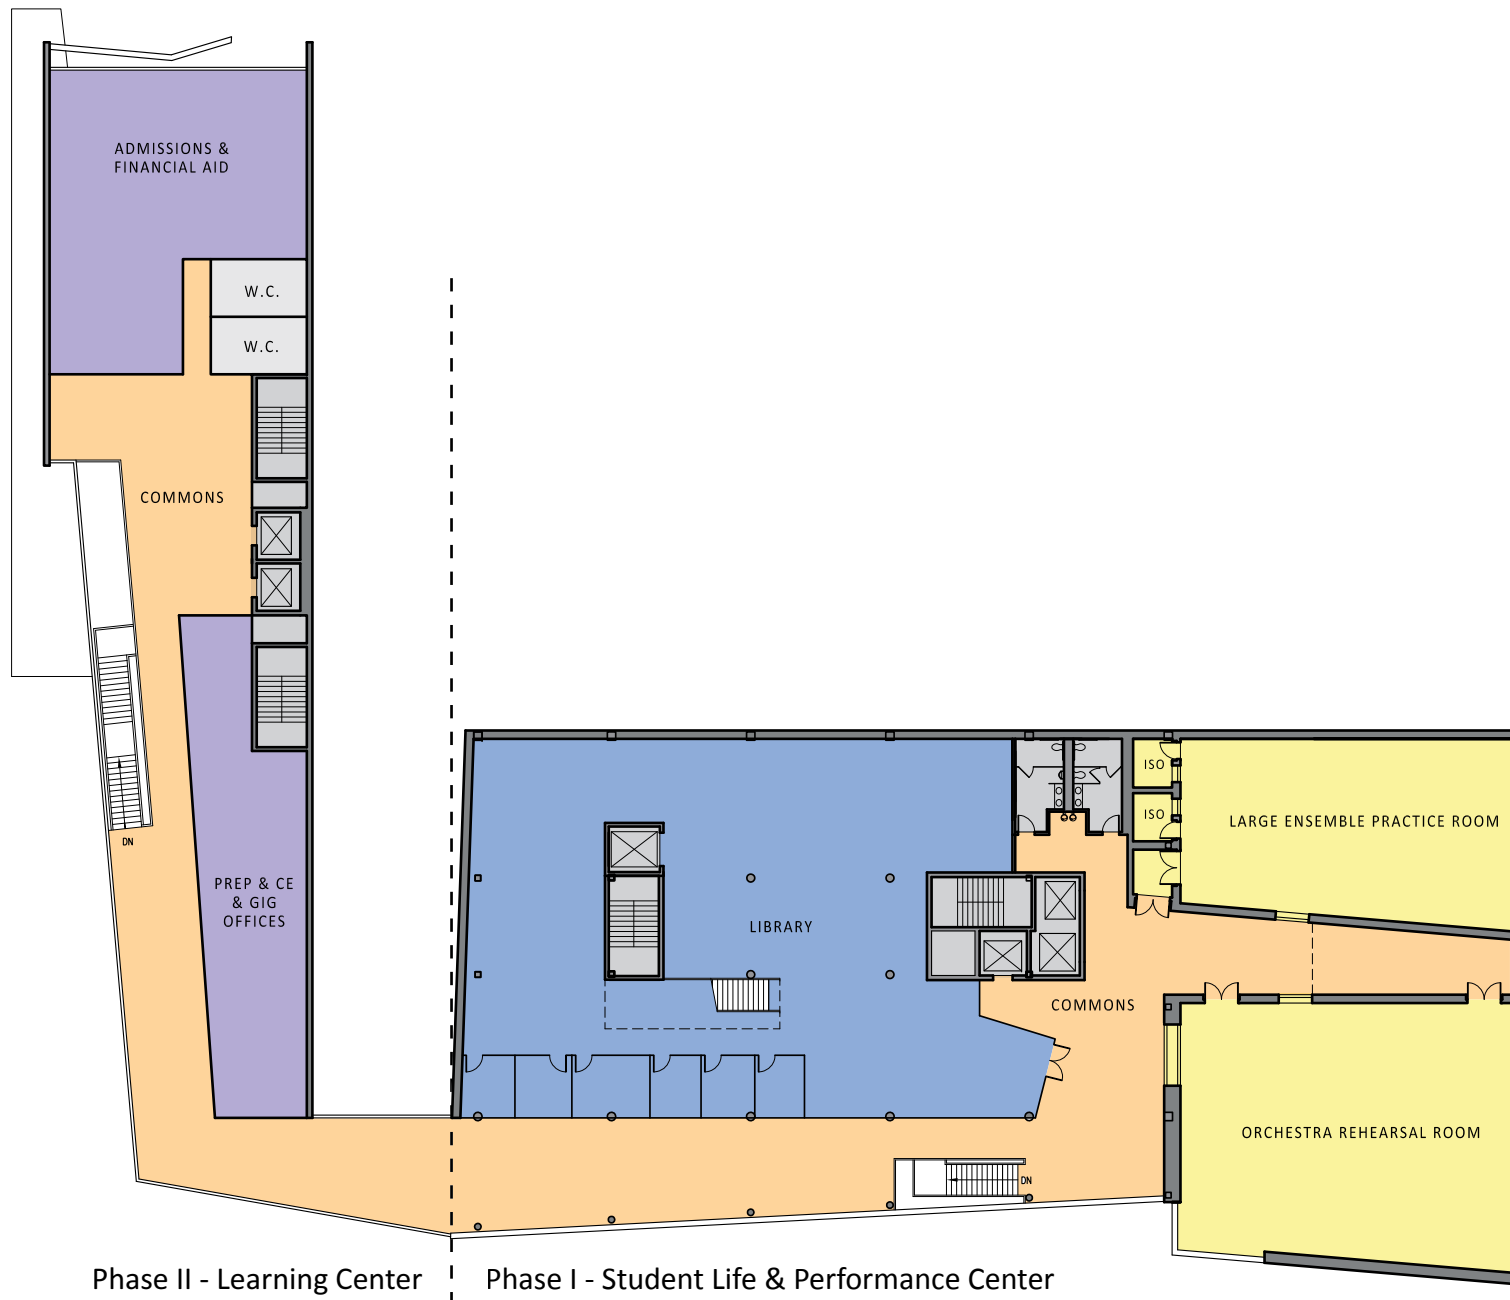 ADMISSIONS &
FINANCIAL AID
W.C.
W.C.
COMMONS
DN
PREP & CE
& GIG
OFFICES
LIBRARY
ISO
ISO
LARGE ENSEMBLE PRACTICE ROOM
COMMONS
ORCHESTRA REHEARSAL ROOM
DN
Phase II - Learning Center
Phase I - Student Life & Performance Center